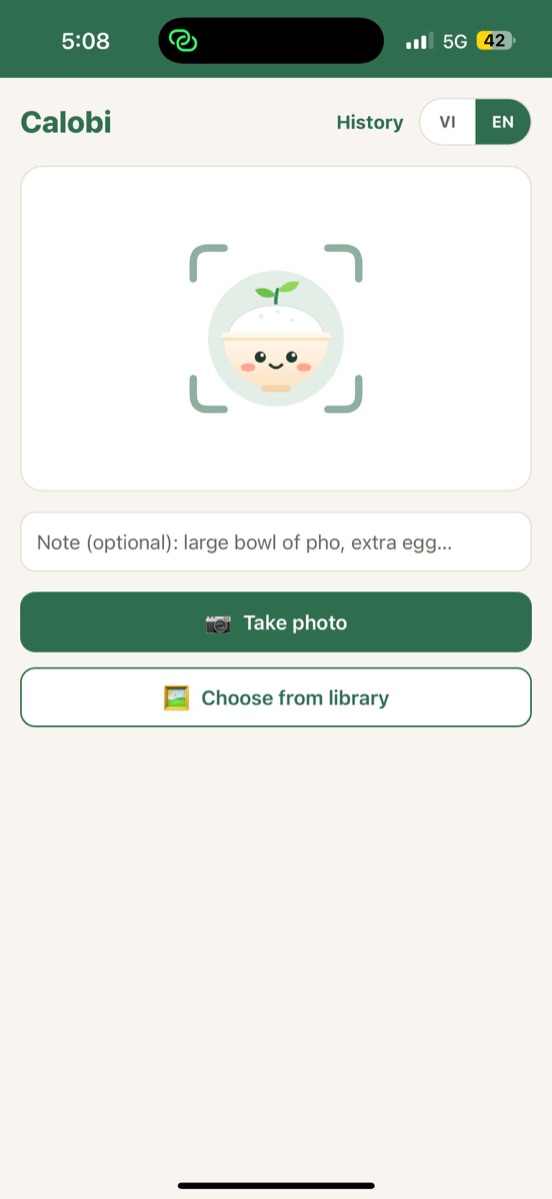 5:08
5G
42
Calobi
History
VI
EN
Note (optional): large bowl of pho, extra egg...
Take photo
Choose from library